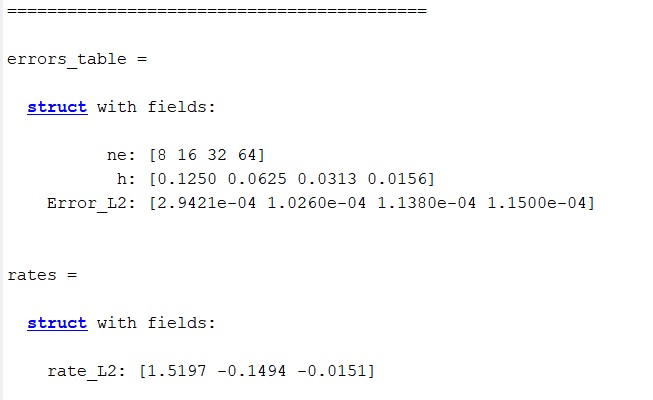 ==========================================
errors_table =
struct with fields:
ne: [8 16 32 64]
h: [0.1250 0.0625 0.0313 0.0156]
Error_L2: [2.9421e-04 1.0260e-04 1.1380e-04 1.1500e-04]
rates =
struct with fields:
rate_L2: [1.5197 -0.1494 -0.0151]